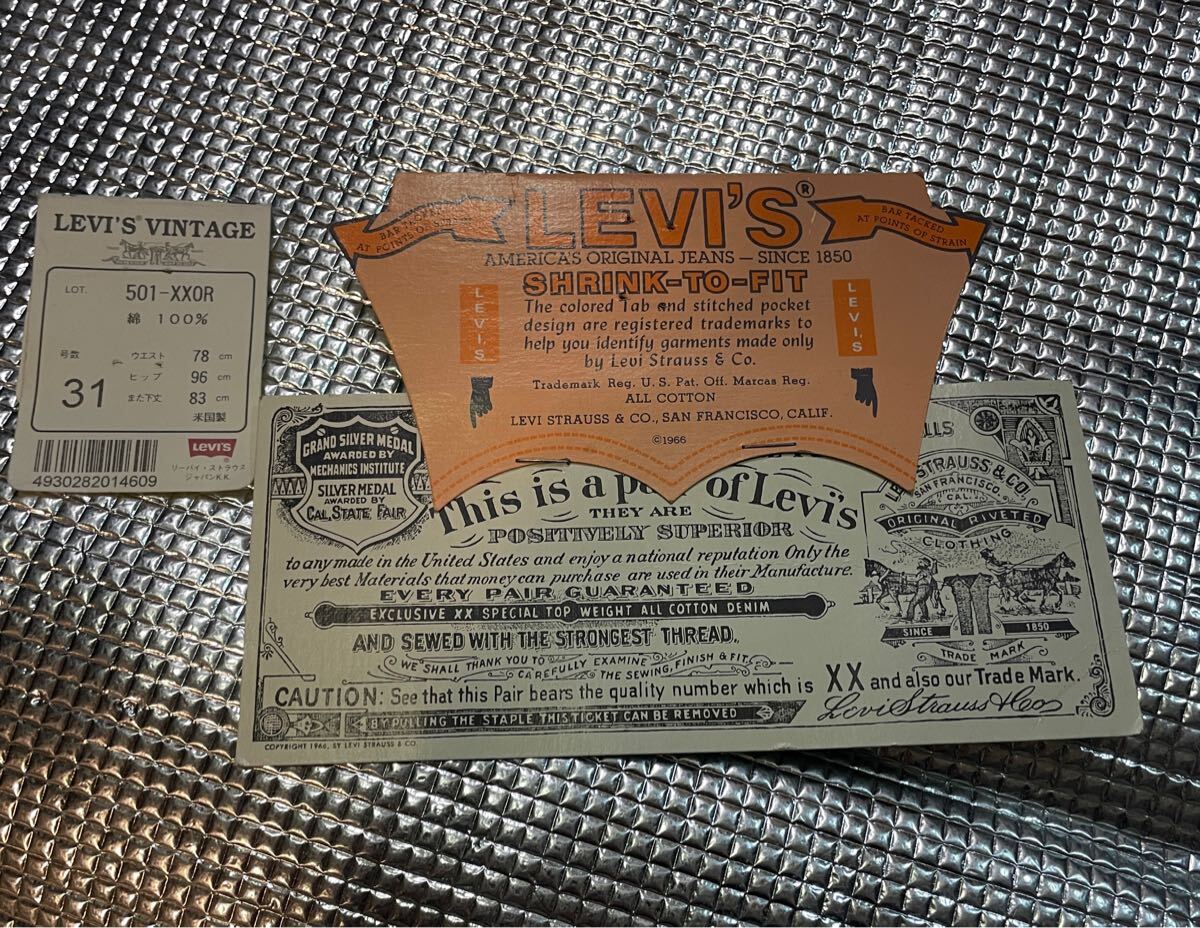 LEVI'S® VINTAGE
LOT. 501-XXOR
綿 100%
号数 ウエスト 78 cm
31 ヒップ 96 cm
また下丈 83 cm
米国製
LEVI'S
®
リーバイ・ストラウス
ジャパンK.K.
4930282014609
BAR TACKED
AT POINTS OF
LEVI'S®
BAR TACKED
AT POINTS OF STRAIN
AMERICA'S ORIGINAL JEANS — SINCE 1850
SHRINK-TO-FIT
LEVI'S
The colored Tab and stitched pocket
design are registered trademarks to
help you identify garments made only
by Levi Strauss & Co.
LEVI'S
Trademark Reg. U. S. Pat. Off. Marcas Reg.
ALL COTTON
LEVI STRAUSS & CO., SAN FRANCISCO, CALIF.
©1966
GRAND SILVER MEDAL
AWARDED BY
MECHANICS INSTITUTE
SILVER MEDAL
AWARDED BY
CAL. STATE FAIR
This is a of Levi's
THEY ARE
POSITIVELY SUPERIOR
to any made in the United States and enjoy a national reputation Only the
very best Materials that money can purchase are used in their Manufacture.
EVERY PAIR GUARANTEED
EXCLUSIVE XX SPECIAL TOP WEIGHT ALL COTTON DENIM
AND SEWED WITH THE STRONGEST THREAD.
WE SHALL THANK YOU TO CAREFULLY EXAMINE THE SEWING, FINISH & FIT
CAUTION: See that this Pair bears the quality number which is XX and also our Trade Mark.
Levi Strauss & Co
BY PULLING THE STAPLE THIS TICKET CAN BE REMOVED
COPYRIGHT 1966, BY LEVI STRAUSS & CO.
STRAUSS & CO.
SAN FRANCISCO,
CAL.
ORIGINAL RIVETED
CLOTHING
SINCE 1850
TRADE MARK